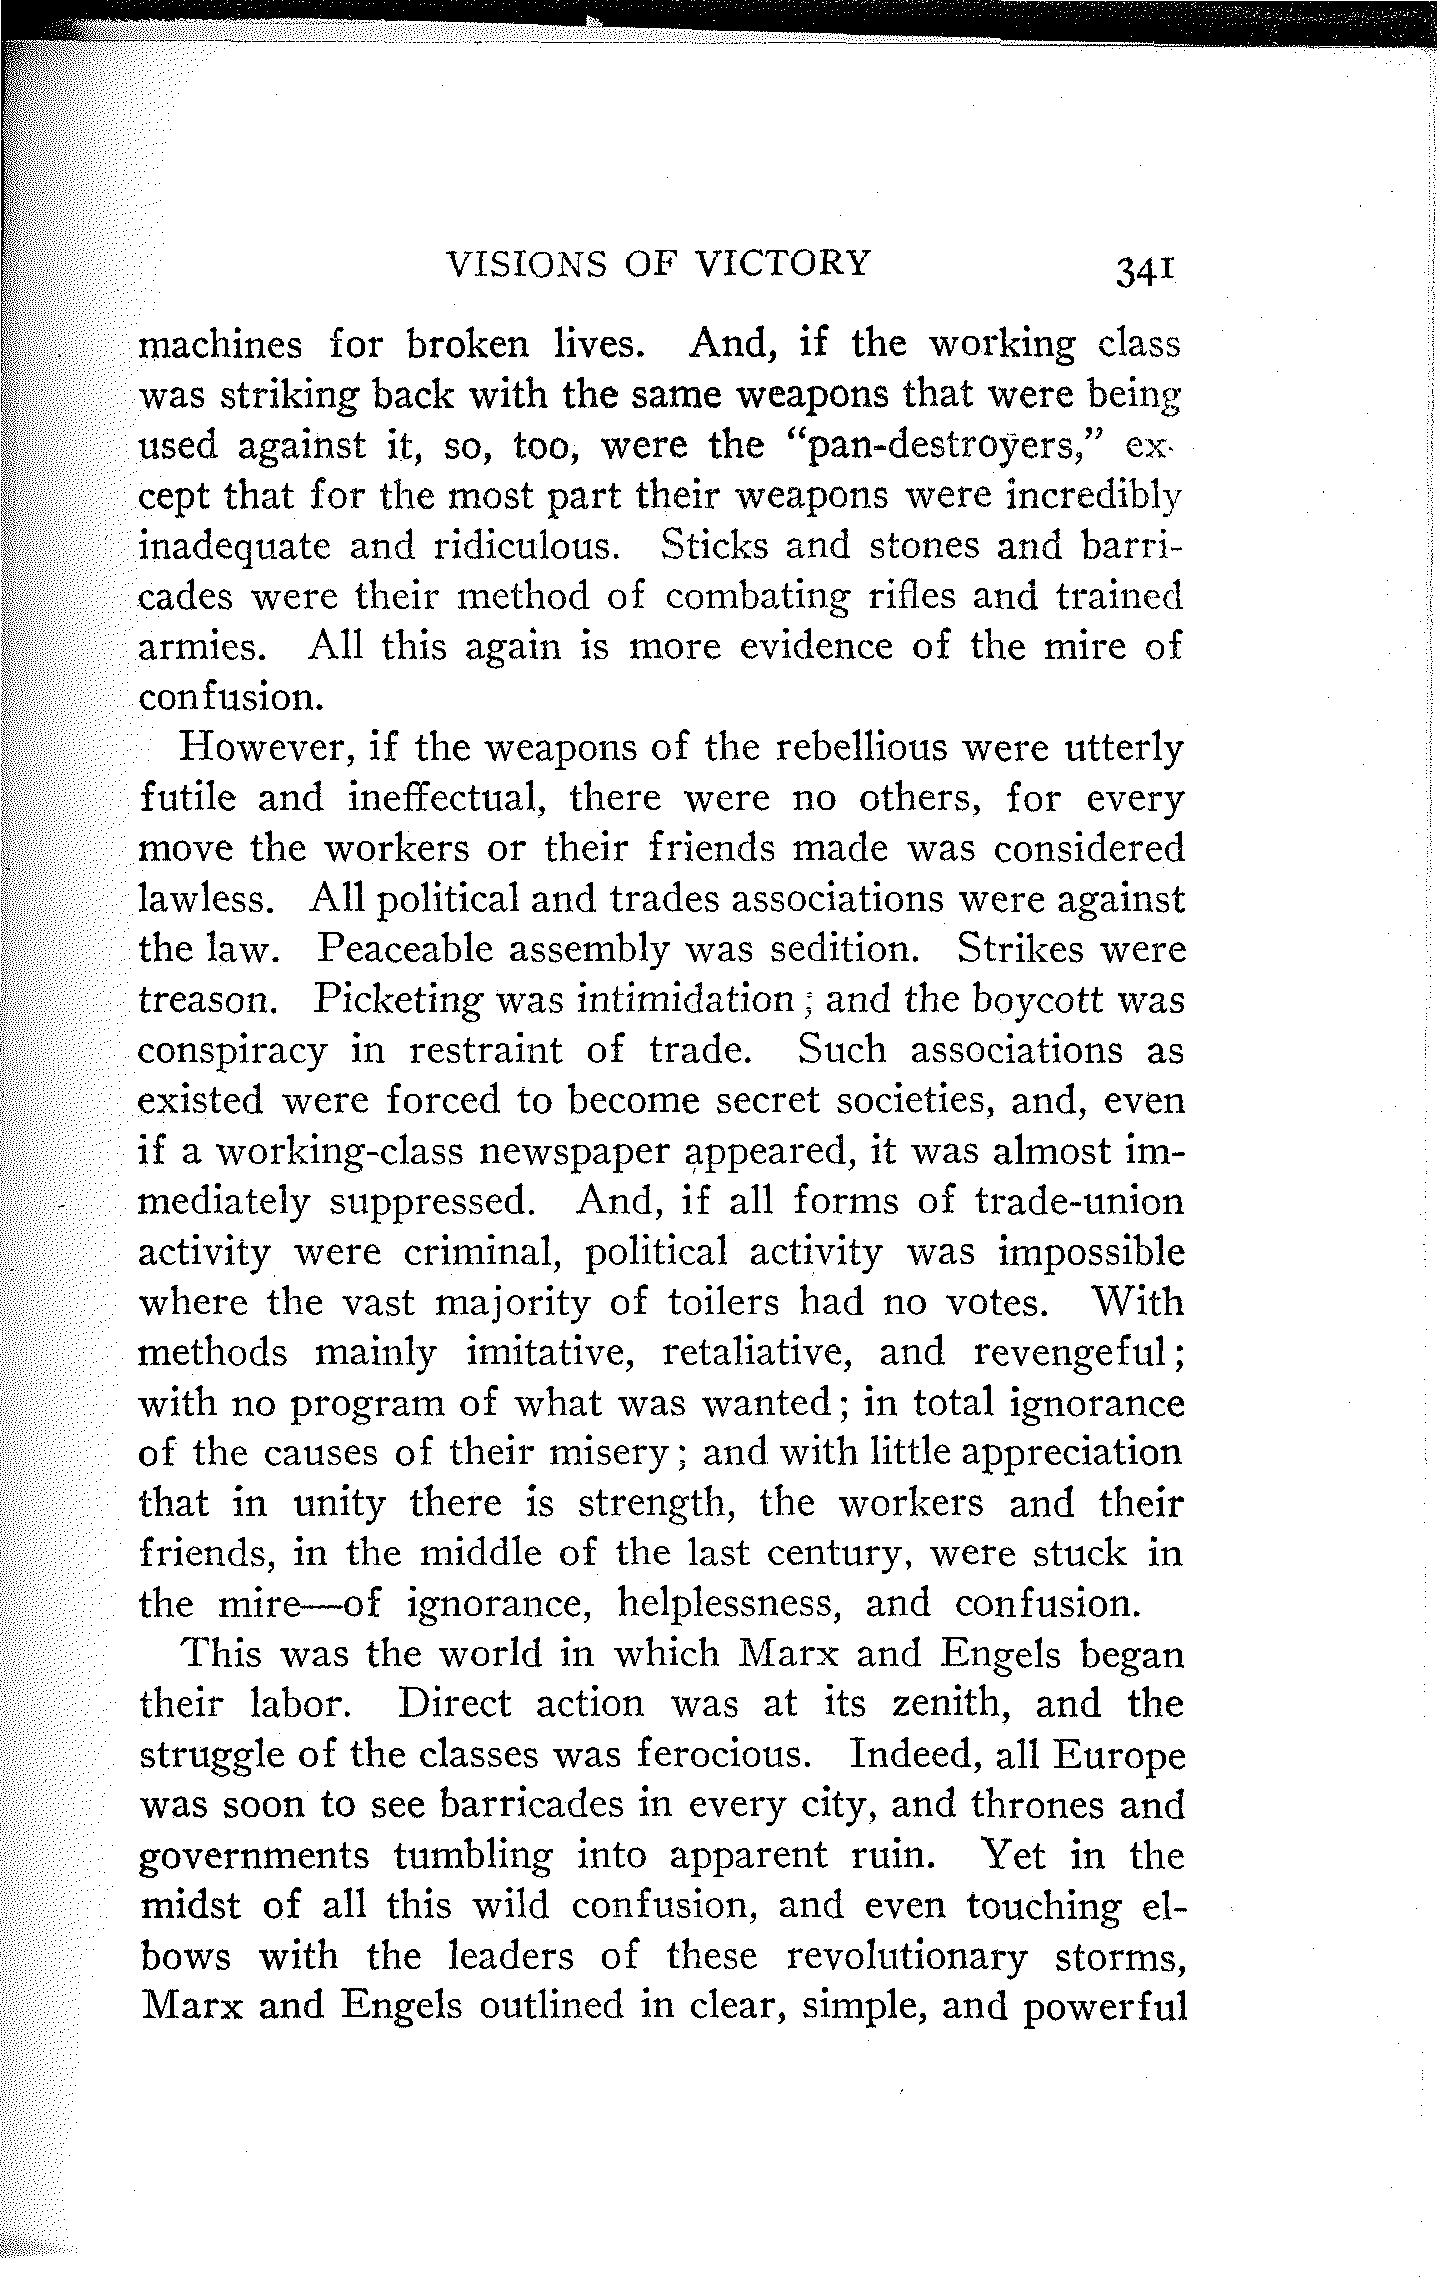 VISIONS OF VICTORY 341
machines for broken lives. And, if the working class
was striking back with the same weapons that were being
used against it, so, too, were the “pan-destroyers,” ex-
cept that for the most part their weapons were incredibly
inadequate and ridiculous. Sticks and stones and barri-
cades were their method of combating rifles and trained
armies. All this again is more evidence of the mire of
confusion.
However, if the weapons of the rebellious were utterly
futile and ineffectual, there were no others, for every
move the workers or their friends made was considered
lawless. All political and trades associations were against
the law. Peaceable assembly was sedition. Strikes were
treason. Picketing was intimidation; and the boycott was
conspiracy in restraint of trade. Such associations as
existed were forced to become secret societies, and, even
if a working-class newspaper appeared, it was almost im-
mediately suppressed. And, if all forms of trade-union
activity were criminal, political activity was impossible
where the vast majority of toilers had no votes. With
methods mainly imitative, retaliative, and revengeful;
with no program of what was wanted; in total ignorance
of the causes of their misery; and with little appreciation
that in unity there is strength, the workers and their
friends, in the middle of the last century, were stuck in
the mire—of ignorance, helplessness, and confusion.
This was the world in which Marx and Engels began
their labor. Direct action was at its zenith, and the
struggle of the classes was ferocious. Indeed, all Europe
was soon to see barricades in every city, and thrones and
governments tumbling into apparent ruin. Yet in the
midst of all this wild confusion, and even touching el-
bows with the leaders of these revolutionary storms,
Marx and Engels outlined in clear, simple, and powerful